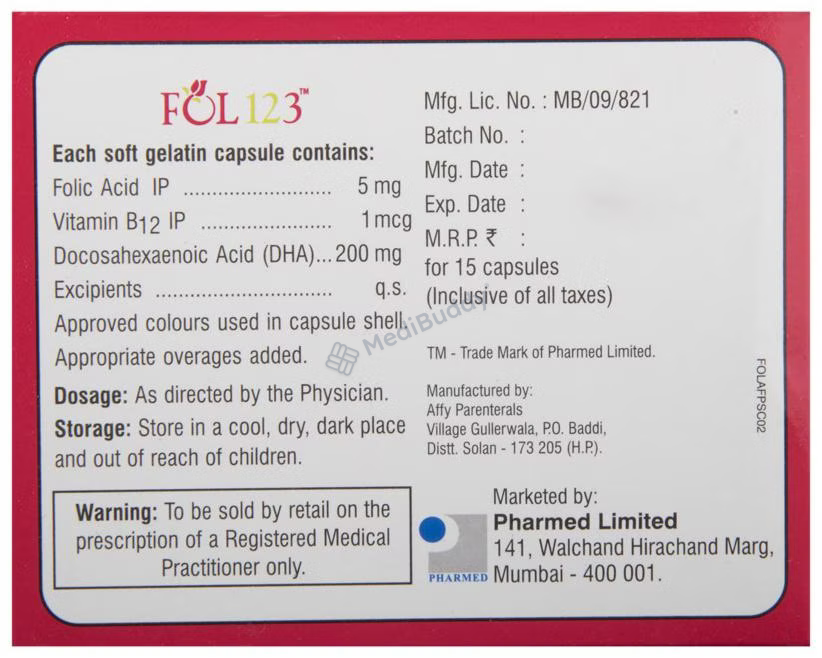 FOL 123™
Each soft gelatin capsule contains:
Folic Acid IP .......................... 5 mg
Vitamin B12 IP ....................... 1 mcg
Docosahexaenoic Acid (DHA)... 200 mg
Excipients ............................... q.s.
Approved colours used in capsule shell.
Appropriate overages added.
Dosage: As directed by the Physician.
Storage: Store in a cool, dry, dark place
and out of reach of children.
Warning: To be sold by retail on the
prescription of a Registered Medical
Practitioner only.
Mfg. Lic. No. : MB/09/821
Batch No. :
Mfg. Date :
Exp. Date :
M.R.P. ₹ :
for 15 capsules
(Inclusive of all taxes)
TM - Trade Mark of Pharmed Limited.
Manufactured by:
Affy Parenterals
Village Gullerwala, P.O. Baddi,
Distt. Solan - 173 205 (H.P.).
Marketed by:
Pharmed Limited
141, Walchand Hirachand Marg,
Mumbai - 400 001.
PHARMED
FOLAFPSC02
MediBuddy